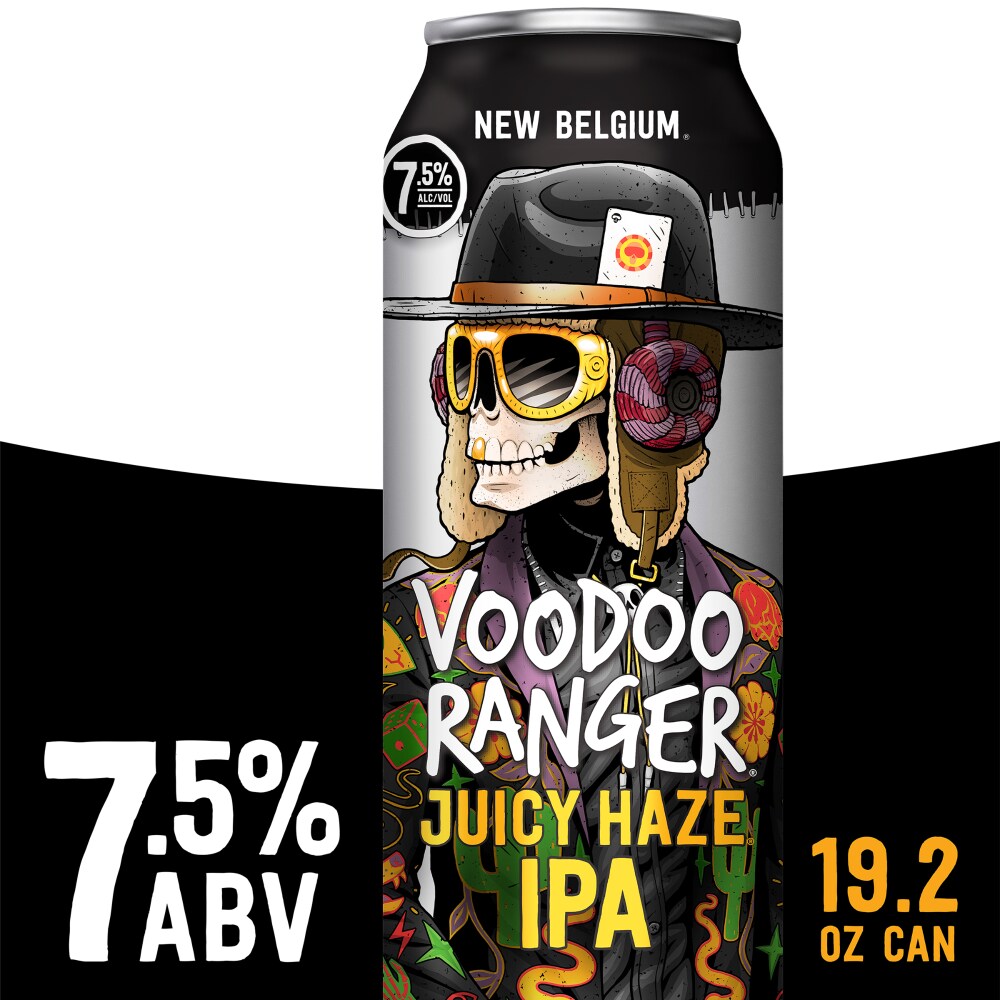 NEW BELGIUM®
7.5%
ALC/VOL
VOODOO
RANGER®
JUICY HAZE®
IPA
7.5%
ABV
19.2
OZ CAN